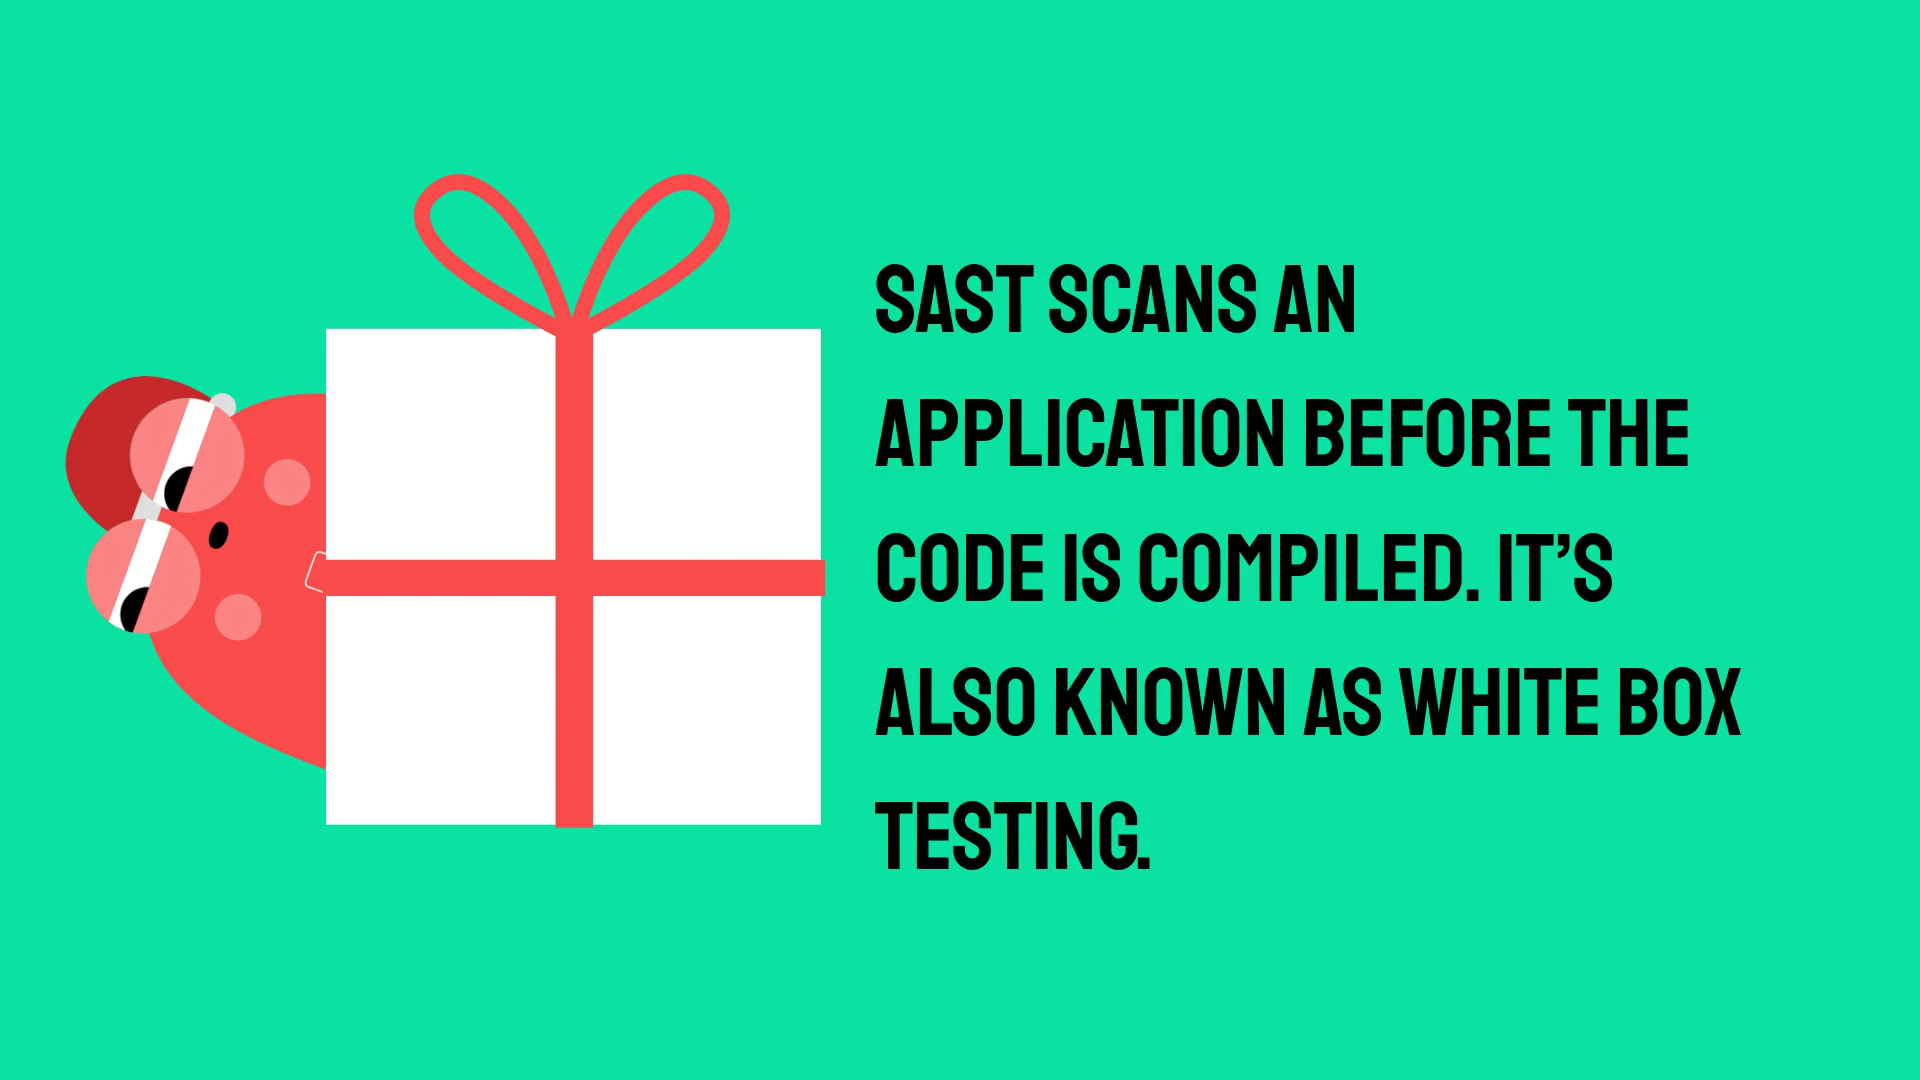 SAST SCANS AN
APPLICATION BEFORE THE
CODE IS COMPILED. IT’S
ALSO KNOWN AS WHITE BOX
TESTING.